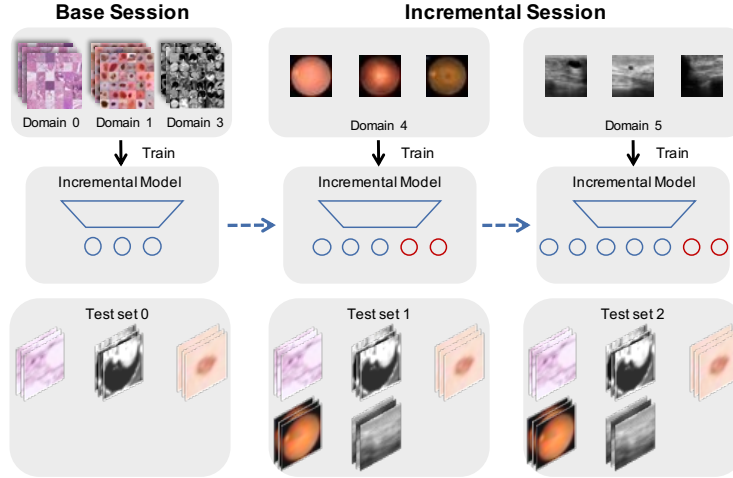 Base Session
Incremental Session
Domain 0
Domain 1
Domain 3
Domain 4
Domain 5
Train
Train
Train
Incremental Model
Incremental Model
Incremental Model
Test set 0
Test set 1
Test set 2